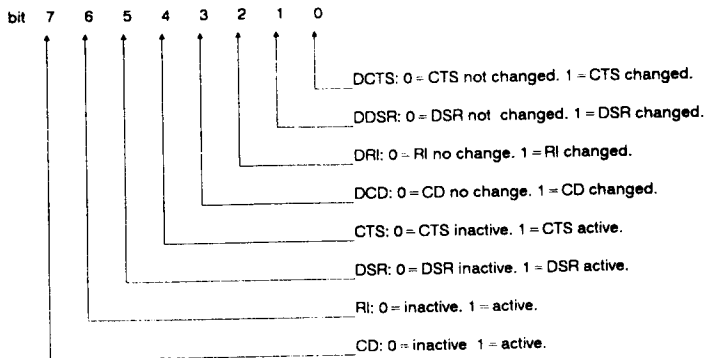 bit 7 6 5 4 3 2 1 0
DCTS: 0 = CTS not changed. 1 = CTS changed.
DDSR: 0 = DSR not changed. 1 = DSR changed.
DRI: 0 = RI no change. 1 = RI changed.
DCD: 0 = CD no change. 1 = CD changed.
CTS: 0 = CTS inactive. 1 = CTS active.
DSR: 0 = DSR inactive. 1 = DSR active.
RI: 0 = inactive. 1 = active.
CD: 0 = inactive 1 = active.